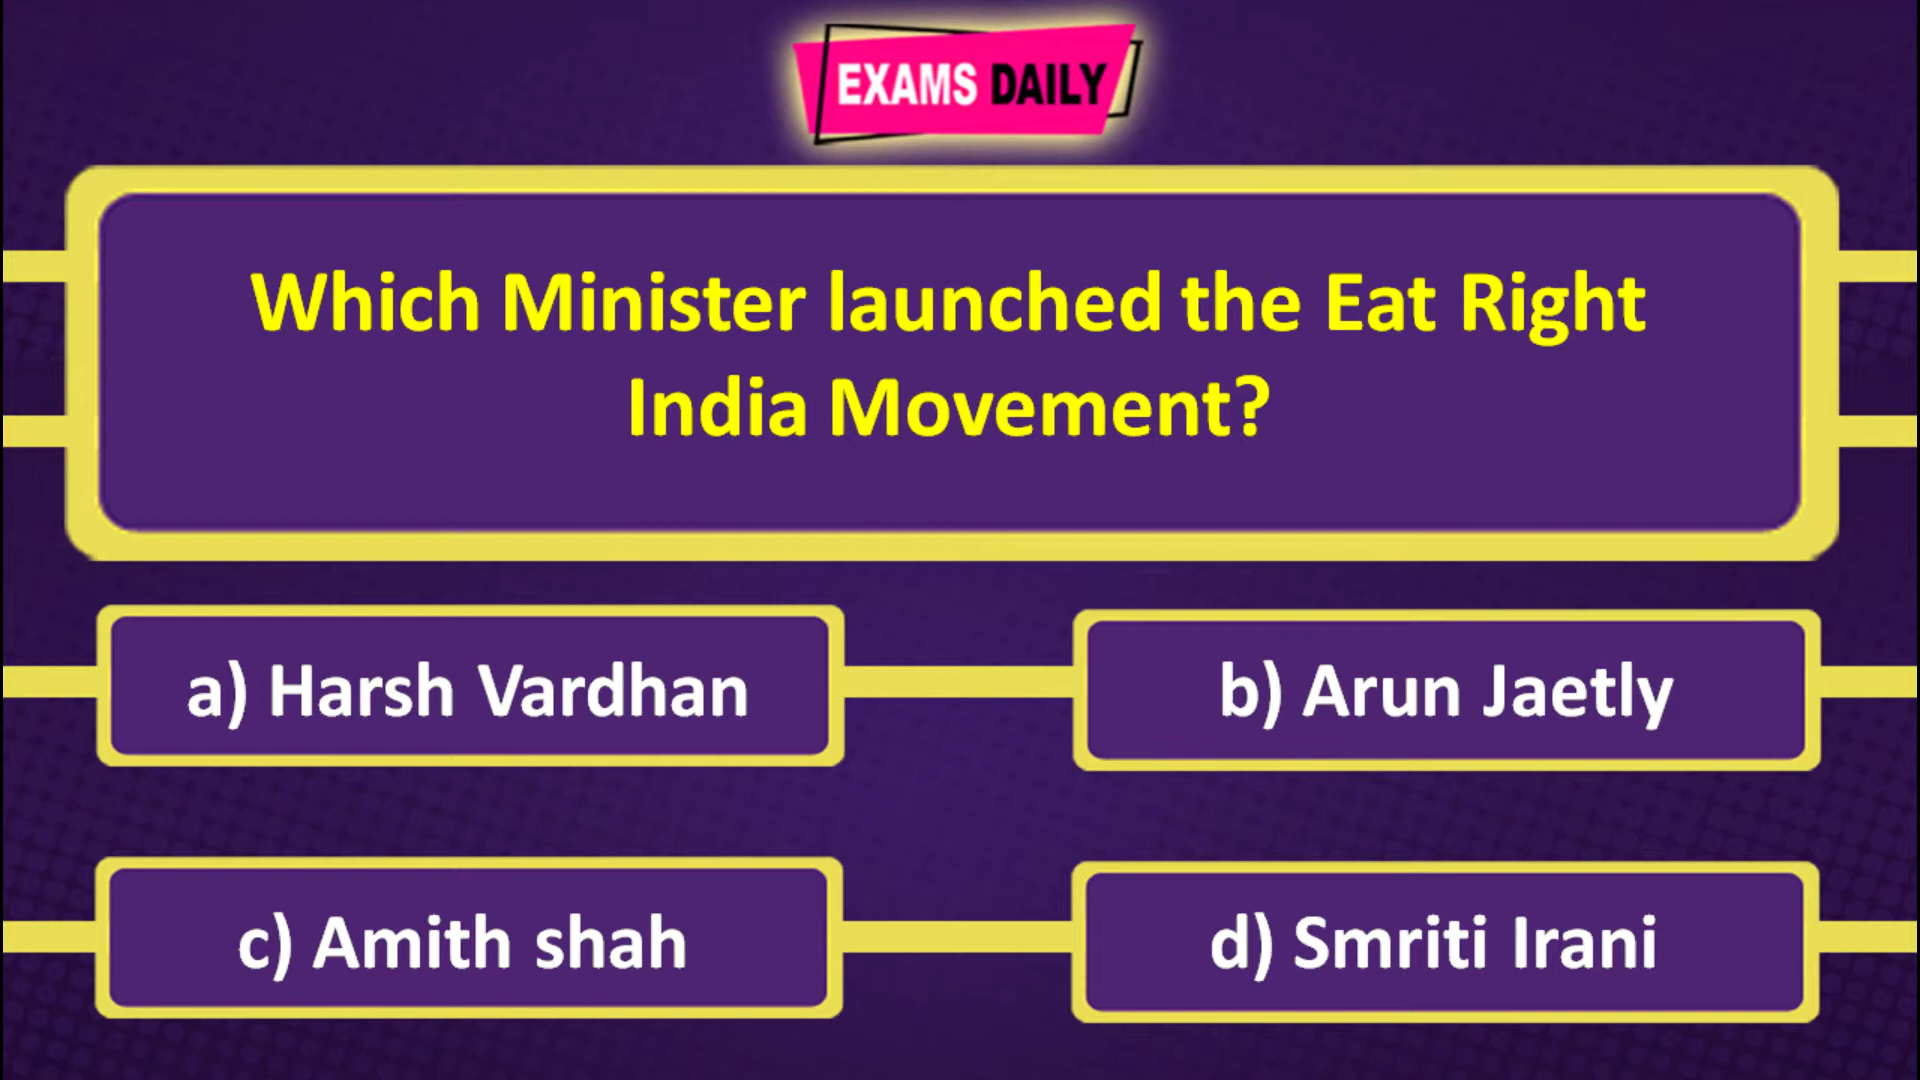 EXAMS DAILY
Which Minister launched the Eat Right
India Movement?
a) Harsh Vardhan
b) Arun Jaetly
c) Amith shah
d) Smriti Irani